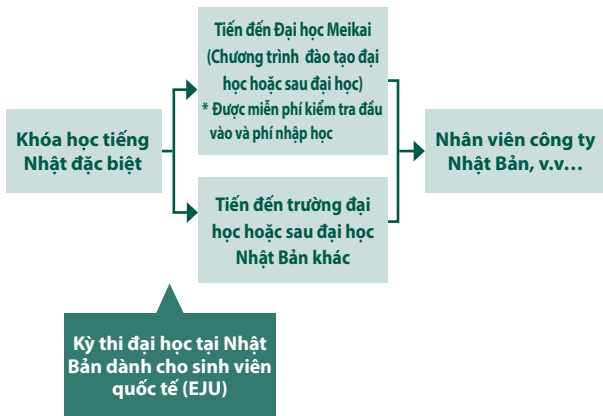 Khóa học tiếng
Nhật đặc biệt
Tiến đến Đại học Meikai
(Chương trình đào tạo đại
học hoặc sau đại học)
* Được miễn phí kiểm tra đầu
vào và phí nhập học
Tiến đến trường đại
học hoặc sau đại học
Nhật Bản khác
Nhân viên công ty
Nhật Bản, v.v...
Kỳ thi đại học tại Nhật
Bản dành cho sinh viên
quốc tế (EJU)